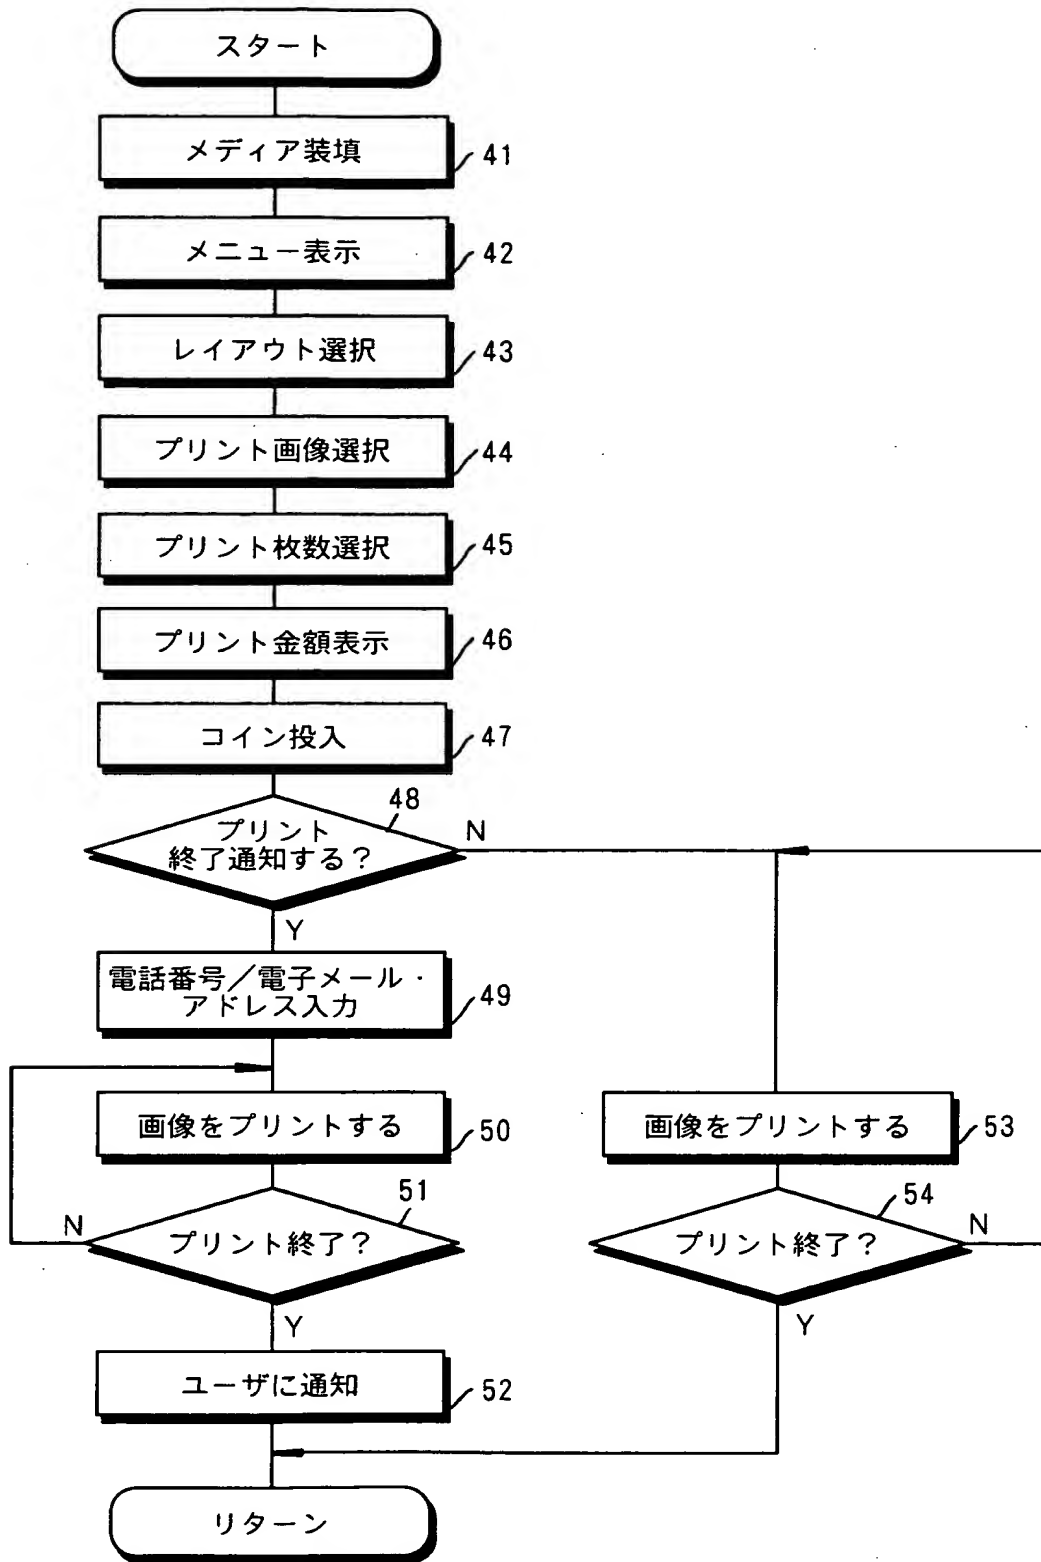 スタート
メディア装填
41
メニュー表示
42
レイアウト選択
43
プリント画像選択
44
プリント枚数選択
45
プリント金額表示
46
コイン投入
47
48
プリント
終了通知する?
N
Y
電話番号/電子メール・
アドレス入力
49
画像をプリントする
50
画像をプリントする
53
51
プリント終了?
N
Y
54
プリント終了?
N
Y
ユーザに通知
52
リターン